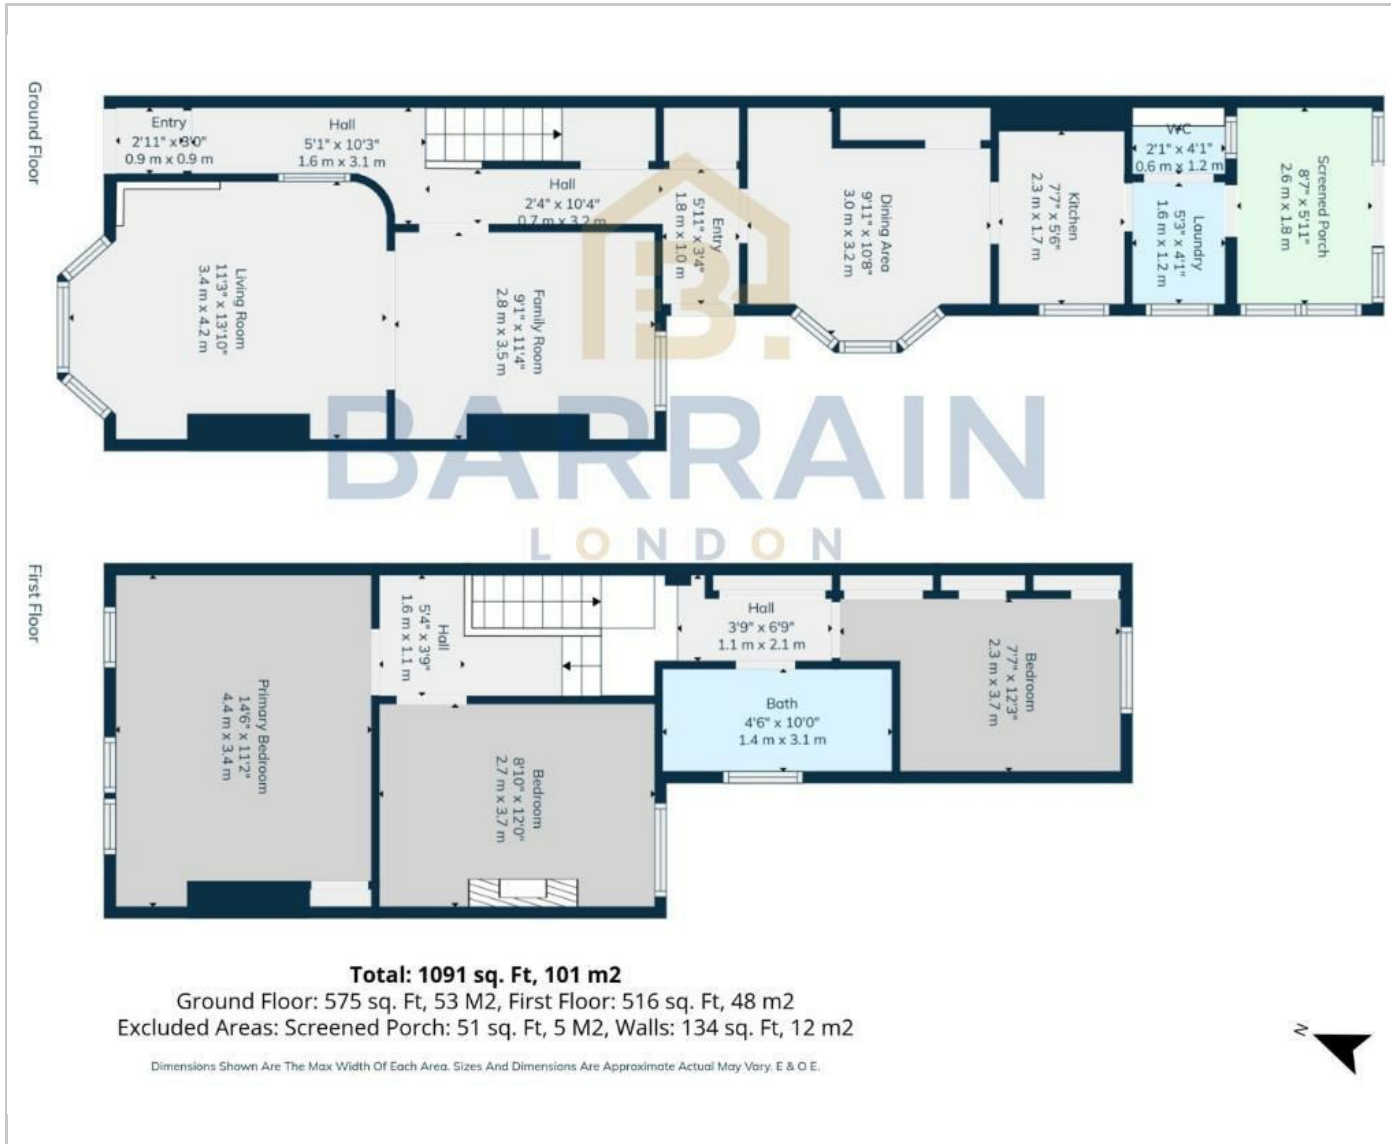 Ground Floor
Entry
2'11" x 3'0"
0.9 m x 0.9 m
Hall
5'1" x 10'3"
1.6 m x 3.1 m
Hall
2'4" x 10'4"
0.7 m x 3.2 m
Living Room
11'3" x 13'10"
3.4 m x 4.2 m
Family Room
9'1" x 11'4"
2.8 m x 3.5 m
Entry
5'11" x 3'4"
1.8 m x 1.0 m
Dining Area
9'11" x 10'8"
3.0 m x 3.2 m
Kitchen
7'7" x 5'6"
2.3 m x 1.7 m
WC
2'1" x 4'1"
0.6 m x 1.2 m
Laundry
5'3" x 4'1"
1.6 m x 1.2 m
Screened Porch
8'7" x 5'11"
2.6 m x 1.8 m
B.
BARRAIN
LONDON
First Floor
Primary Bedroom
14'6" x 11'2"
4.4 m x 3.4 m
Hall
5'4" x 3'9"
1.6 m x 1.1 m
Bedroom
8'10" x 12'0"
2.7 m x 3.7 m
Hall
3'9" x 6'9"
1.1 m x 2.1 m
Bath
4'6" x 10'0"
1.4 m x 3.1 m
Bedroom
7'7" x 12'3"
2.3 m x 3.7 m
Total: 1091 sq. Ft, 101 m2
Ground Floor: 575 sq. Ft, 53 M2, First Floor: 516 sq. Ft, 48 m2
Excluded Areas: Screened Porch: 51 sq. Ft, 5 M2, Walls: 134 sq. Ft, 12 m2
Dimensions Shown Are The Max Width Of Each Area. Sizes And Dimensions Are Approximate Actual May Vary. E & O E.
N